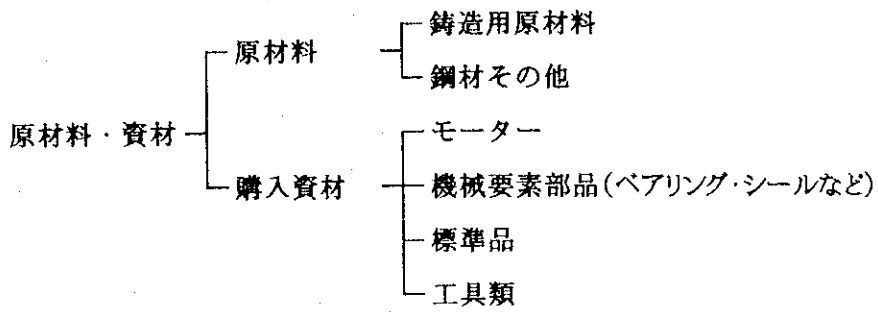 原材料・資材
原材料
鋳造用原材料
鋼材その他
購入資材
モーター
機械要素部品(ベアリング・シールなど)
標準品
工具類